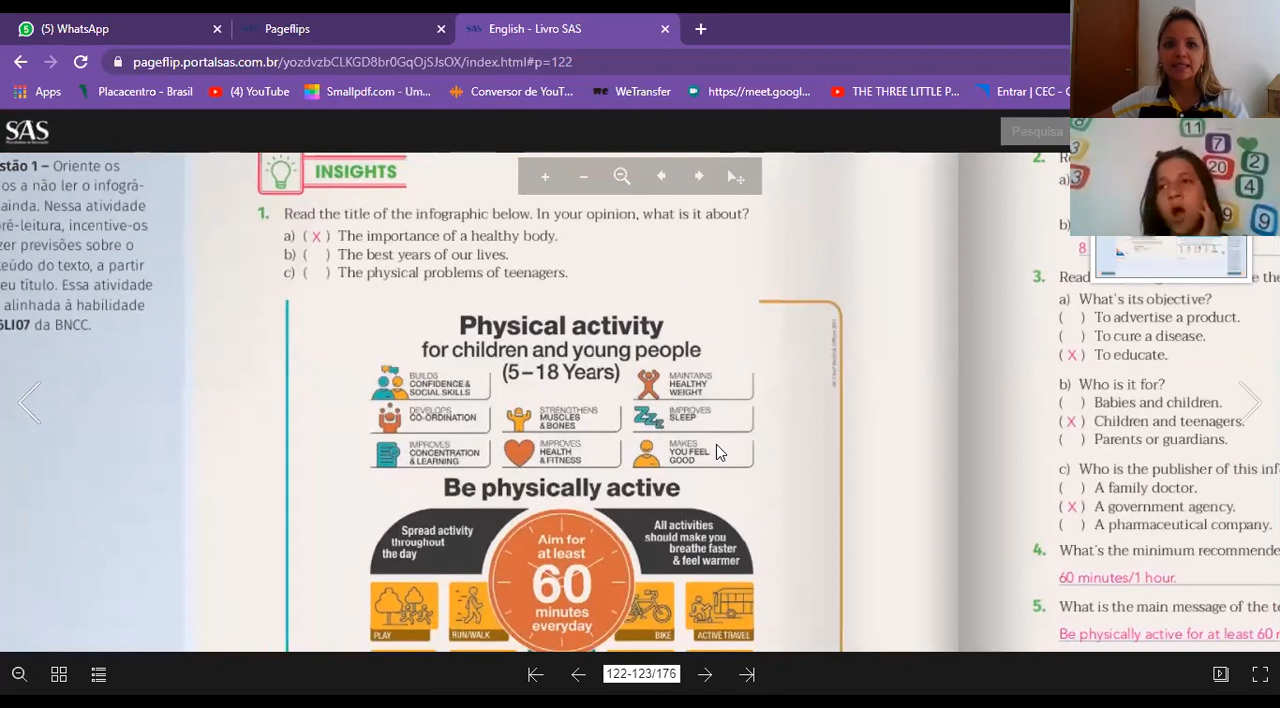 (5) WhatsApp
Pageflips
English - Livro SAS
pageflip.portalsas.com.br/yozdvzbCLKGD8br0GqOjSJsOX/index.html#p=122
Apps
Placacentro - Brasil
(4) YouTube
Smallpdf.com - Um...
Conversor de YouT...
WeTransfer
https://meet.googl...
THE THREE LITTLE P...
Entrar | CEC - C
SAS
Pesquisa
stão 1 – Oriente os
os a não ler o infográ-
ainda. Nessa atividade
ré-leitura, incentive-os
zer previsões sobre o
eúdo do texto, a partir
eu título. Essa atividade
alinhada à habilidade
6LI07 da BNCC.
INSIGHTS
1. Read the title of the infographic below. In your opinion, what is it about?
a) ( X ) The importance of a healthy body.
b) ( ) The best years of our lives.
c) ( ) The physical problems of teenagers.
Physical activity
for children and young people
(5–18 Years)
BUILDS
CONFIDENCE &
SOCIAL SKILLS
MAINTAINS
HEALTHY
WEIGHT
DEVELOPS
CO-ORDINATION
STRENGTHENS
MUSCLES
& BONES
IMPROVES
SLEEP
IMPROVES
CONCENTRATION
& LEARNING
IMPROVES
HEALTH
& FITNESS
MAKES
YOU FEEL
GOOD
Be physically active
Spread activity
throughout
the day
Aim for
at least
60
minutes
everyday
All activities
should make you
breathe faster
& feel warmer
PLAY
RUN/WALK
BIKE
ACTIVE TRAVEL
2.
a)
b)
8
3. Read
a) What's its objective?
( ) To advertise a product.
( ) To cure a disease.
( X ) To educate.
b) Who is it for?
( ) Babies and children.
( X ) Children and teenagers.
( ) Parents or guardians.
c) Who is the publisher of this inf
( ) A family doctor.
( X ) A government agency.
( ) A pharmaceutical company.
4. What's the minimum recommende
60 minutes/1 hour.
5. What is the main message of the t
Be physically active for at least 60
122-123/176
11
7
2
20
4
3
9
9